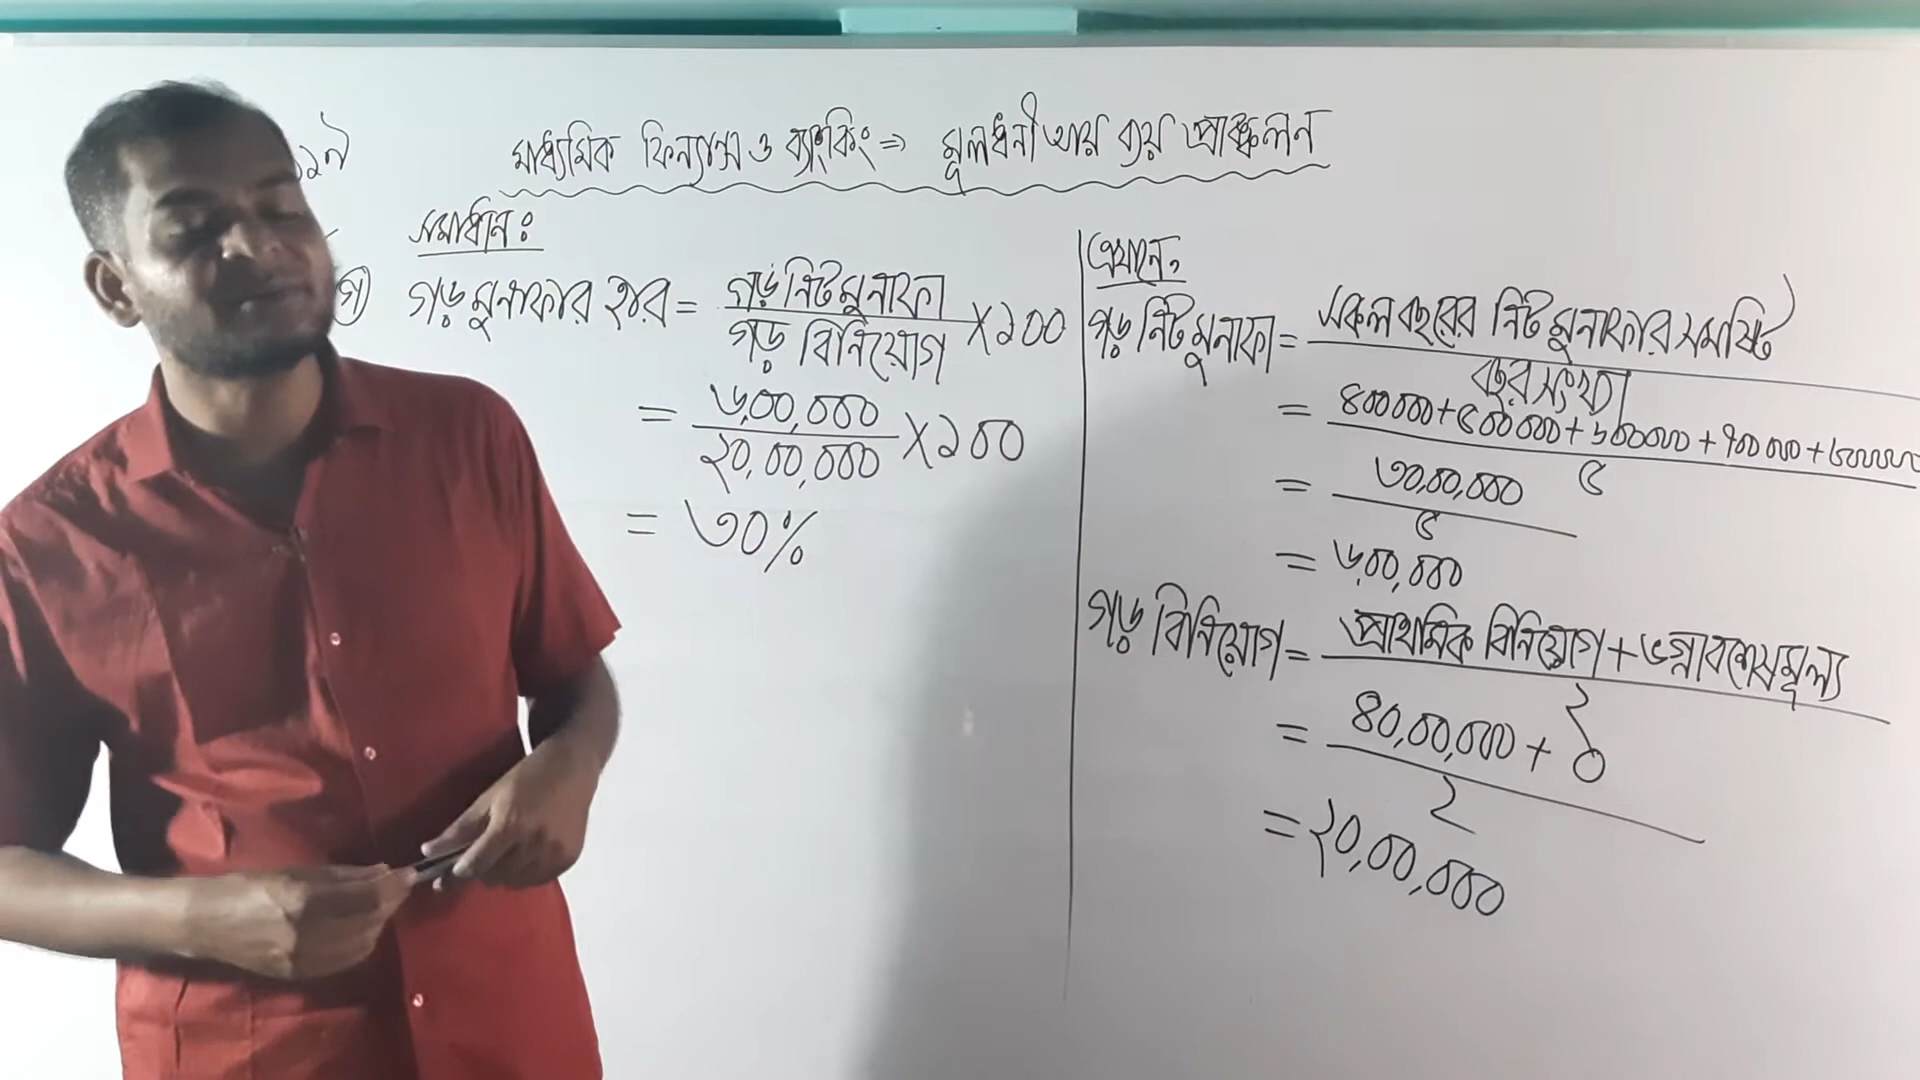 ১ন
মাধ্যমিক ফিন্যান্স ও ব্যাংকিং ⇒ মূলধনী আয় ব্যয় প্রাক্কলন
সমাধানঃ
গ) গড় মুনাফার হার = গড় নিট মুনাফা / গড় বিনিয়োগ × ১০০
= ৬,০০,০০০ / ২০,০০,০০০ × ১০০
= ৩০%
এখানে,
গড় নিট মুনাফা = সকল বছরের নিট মুনাফার সমষ্টি / বছর সংখ্যা
= ৪০০০০০ + ৫০০০০০ + ৬০০০০০ + ৭০০০০০ + ৮০০০০০ / ৫
= ৩০,০০,০০০ / ৫
= ৬,০০,০০০
গড় বিনিয়োগ = প্রাথমিক বিনিয়োগ + ভগ্নাবশেষ মূল্য / ২
= ৪০,০০,০০০ + ০ / ২
= ২০,০০,০০০